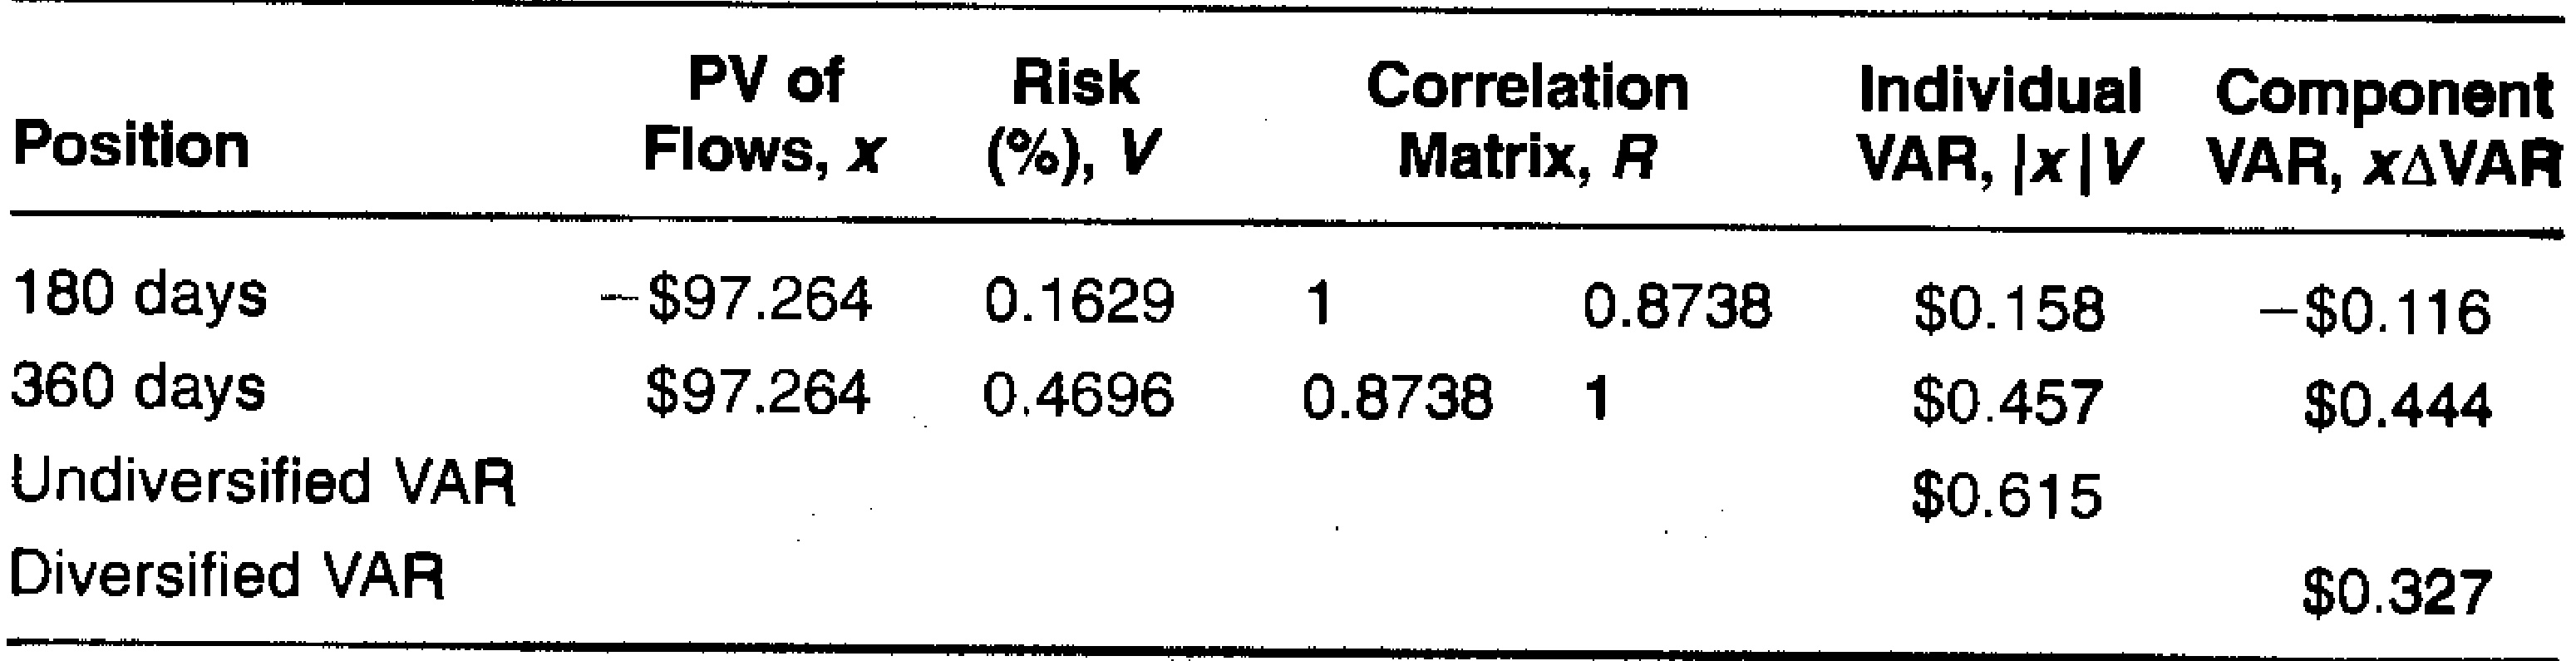 PV of Risk Correlation Individual Component
Position Flows, x (%), V Matrix, R VAR, |x|V VAR, xΔVAR
180 days −$97.264 0.1629 1 0.8738 $0.158 −$0.116
360 days $97.264 0.4696 0.8738 1 $0.457 $0.444
Undiversified VAR $0.615
Diversified VAR $0.327